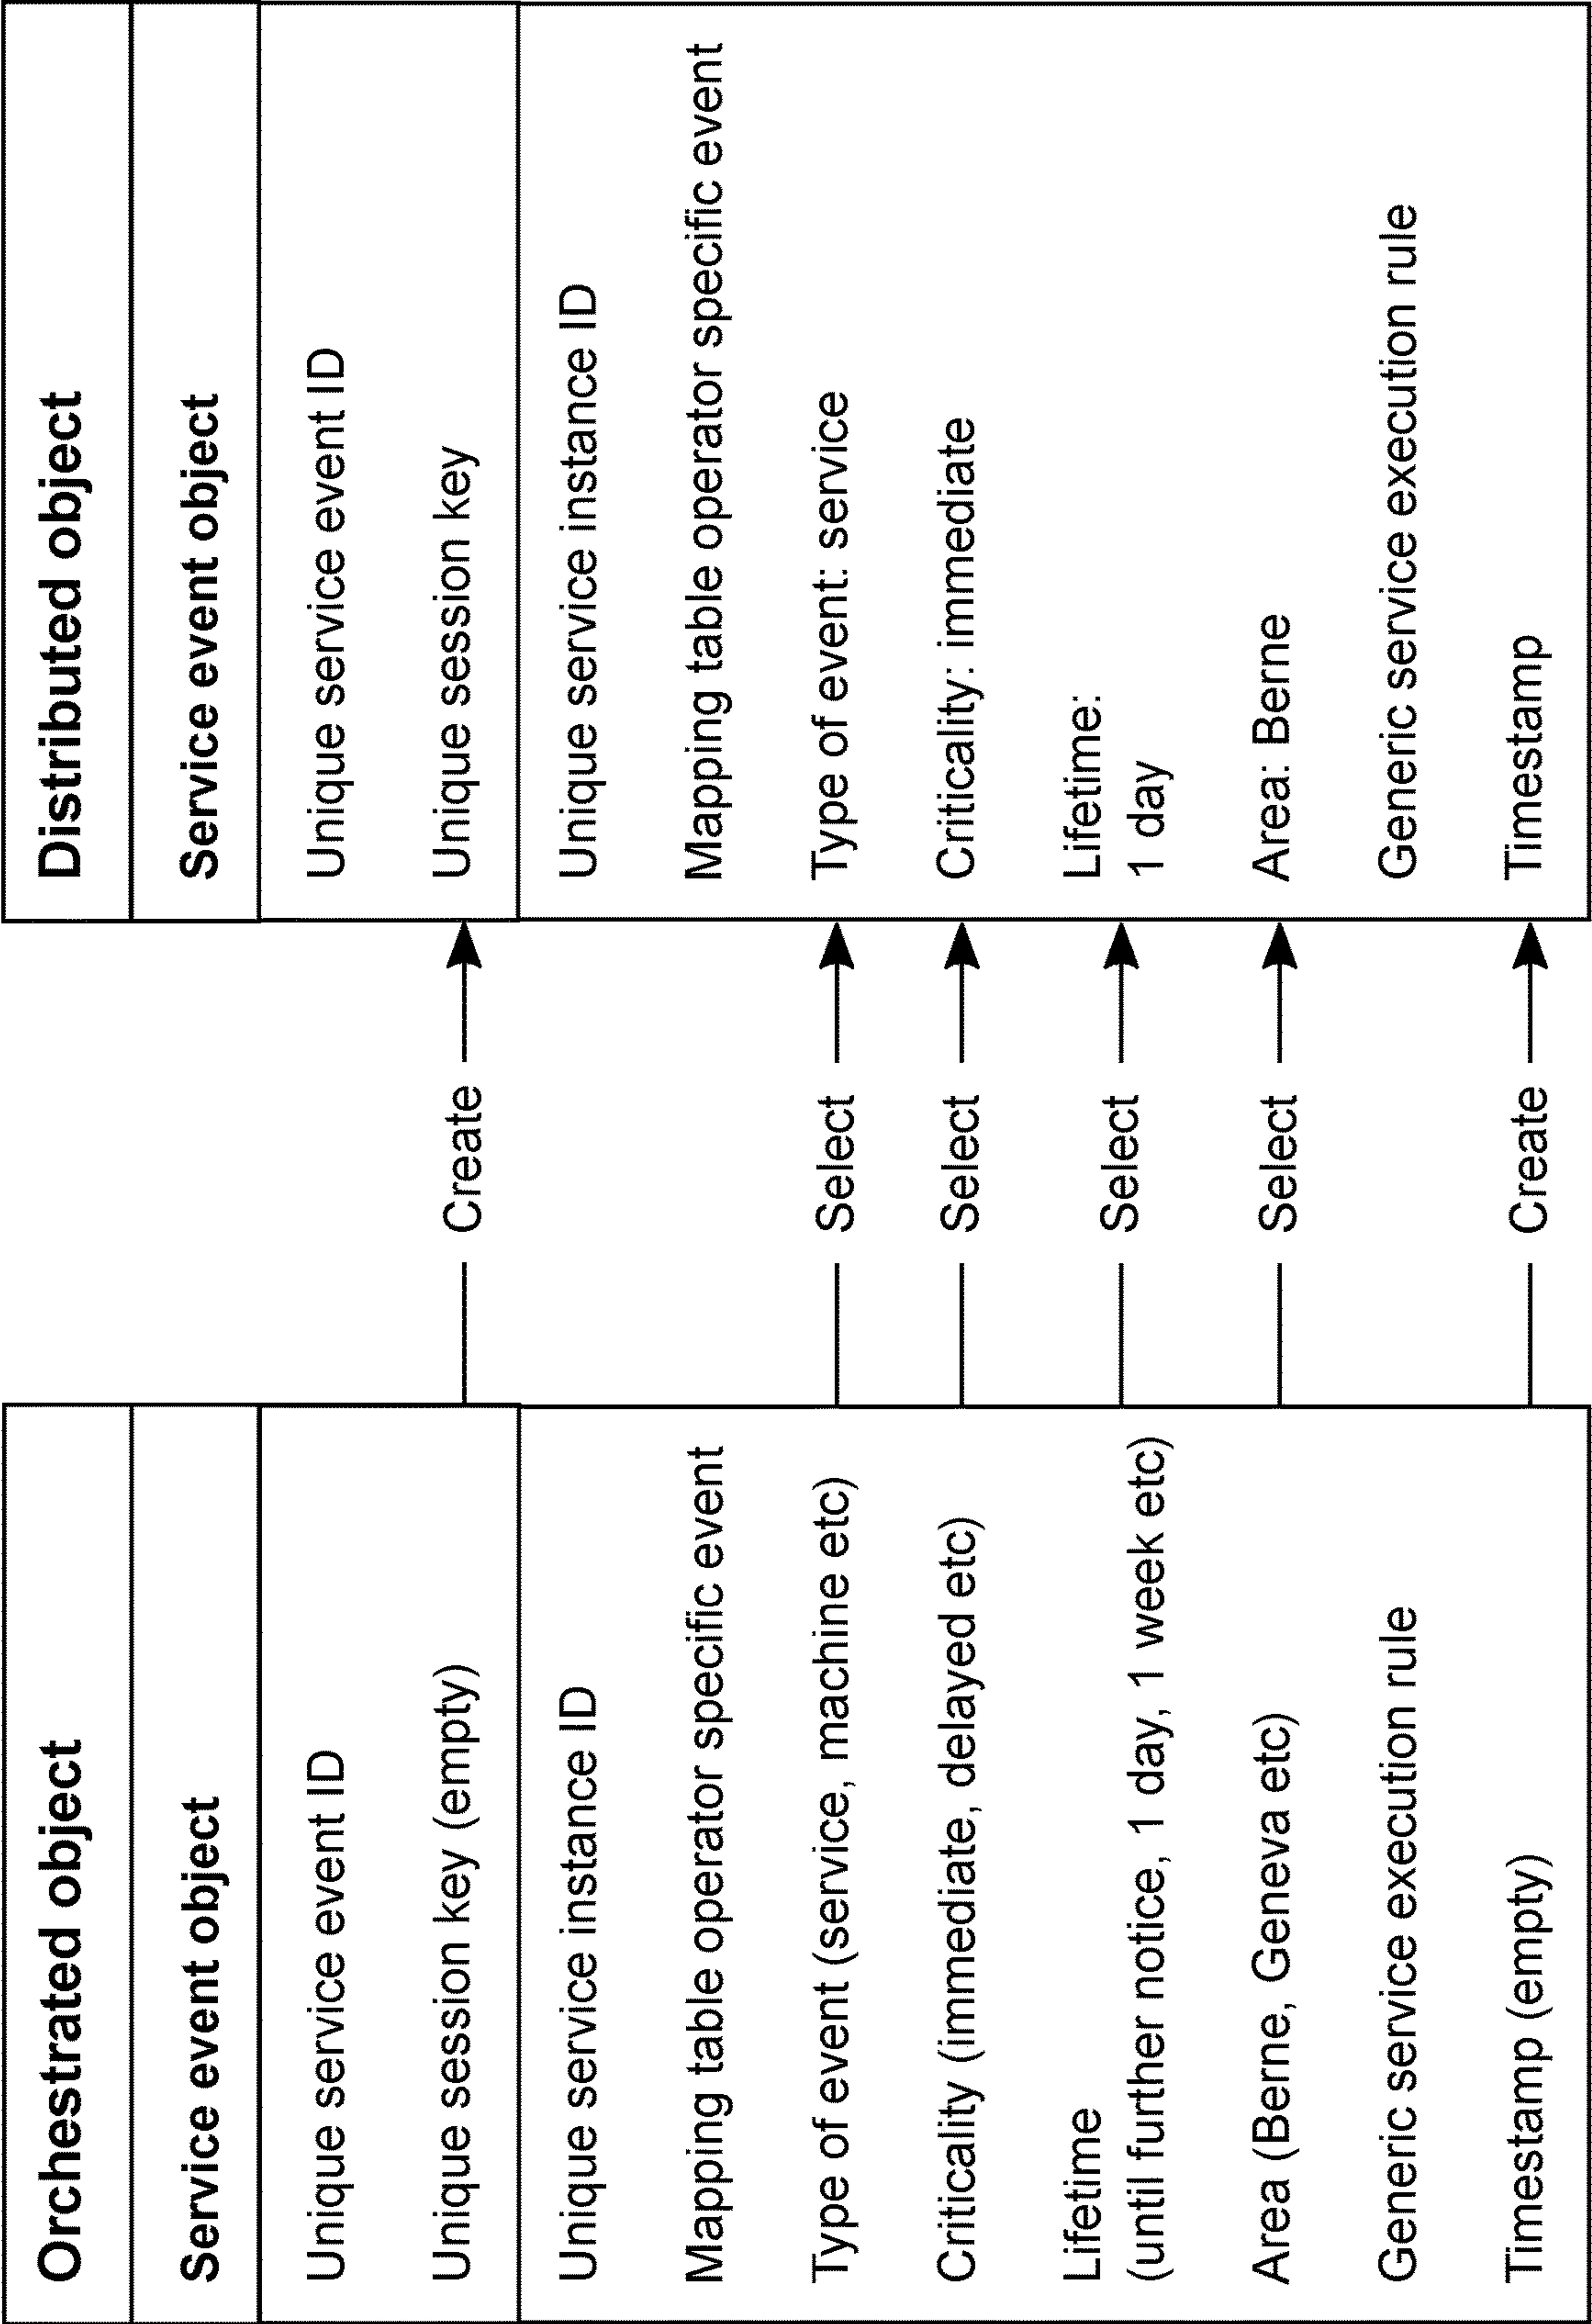 Orchestrated object
Service event object
Unique service event ID
Unique session key (empty)
Unique service instance ID
Mapping table operator specific event
Type of event (service, machine etc)
Criticality (immediate, delayed etc)
Lifetime
(until further notice, 1 day, 1 week etc)
Area (Berne, Geneva etc)
Generic service execution rule
Timestamp (empty)
Create
Select
Select
Select
Select
Create
Distributed object
Service event object
Unique service event ID
Unique session key
Unique service instance ID
Mapping table operator specific event
Type of event: service
Criticality: immediate
Lifetime:
1 day
Area: Berne
Generic service execution rule
Timestamp